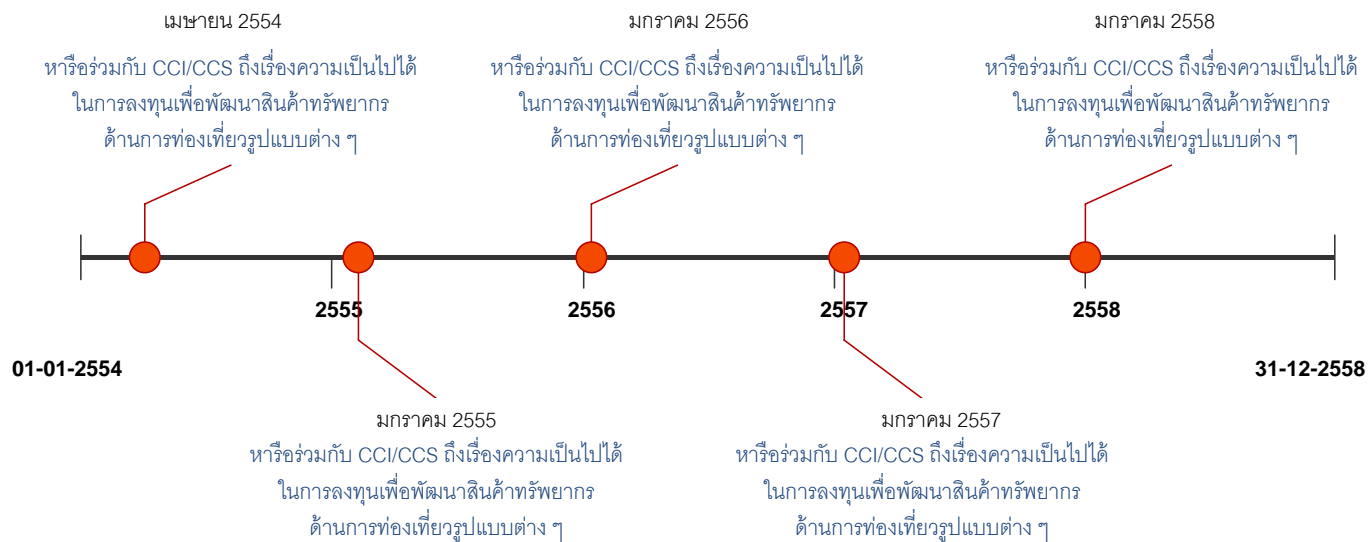 เมษายน 2554
หารือร่วมกับ CCI/CCS ถึงเรื่องความเป็นไปได้
ในการลงทุนเพื่อพัฒนาสินค้าทรัพยากร
ด้านการท่องเที่ยวรูปแบบต่าง ๆ
มกราคม 2556
หารือร่วมกับ CCI/CCS ถึงเรื่องความเป็นไปได้
ในการลงทุนเพื่อพัฒนาสินค้าทรัพยากร
ด้านการท่องเที่ยวรูปแบบต่าง ๆ
มกราคม 2558
หารือร่วมกับ CCI/CCS ถึงเรื่องความเป็นไปได้
ในการลงทุนเพื่อพัฒนาสินค้าทรัพยากร
ด้านการท่องเที่ยวรูปแบบต่าง ๆ
2555
2556
2557
2558
01-01-2554
31-12-2558
มกราคม 2555
หารือร่วมกับ CCI/CCS ถึงเรื่องความเป็นไปได้
ในการลงทุนเพื่อพัฒนาสินค้าทรัพยากร
ด้านการท่องเที่ยวรูปแบบต่าง ๆ
มกราคม 2557
หารือร่วมกับ CCI/CCS ถึงเรื่องความเป็นไปได้
ในการลงทุนเพื่อพัฒนาสินค้าทรัพยากร
ด้านการท่องเที่ยวรูปแบบต่าง ๆ